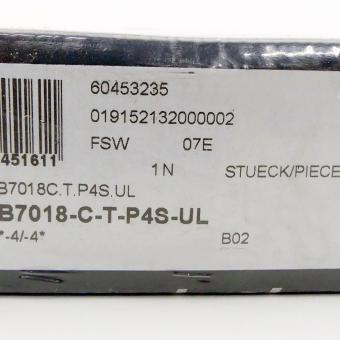 60453235
019152132000002
FSW 07E
451611
1 N STUECK/PIECE
B7018C.T.P4S.UL
B7018-C-T-P4S-UL
*-4/-4*
B02